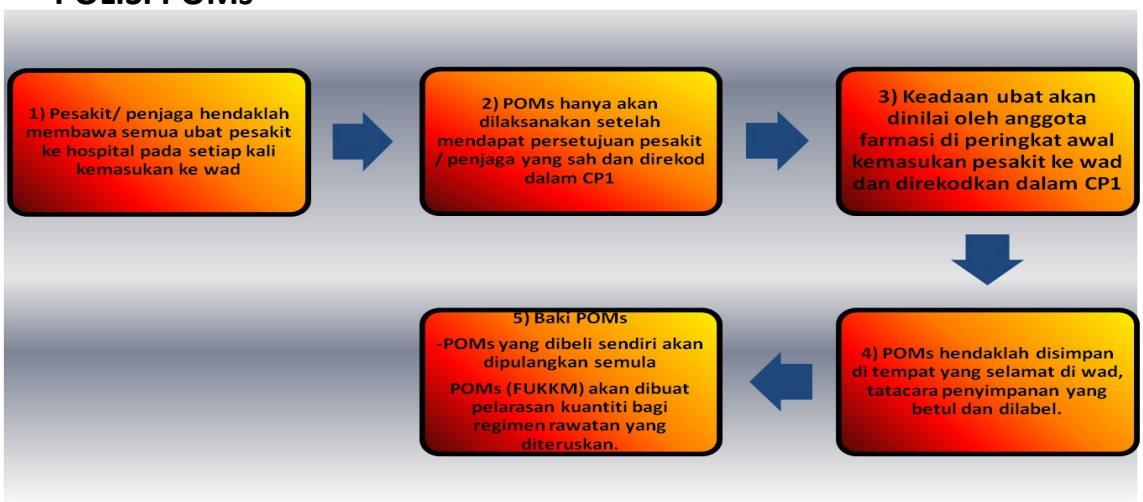 POLISI POMs
1) Pesakit/ penjaga hendaklah
membawa semua ubat pesakit
ke hospital pada setiap kali
kemasukan ke wad
2) POMs hanya akan
dilaksanakan setelah
mendapat persetujuan pesakit
/ penjaga yang sah dan direkod
dalam CP1
3) Keadaan ubat akan
dinilai oleh anggota
farmasi di peringkat awal
kemasukan pesakit ke wad
dan direkodkan dalam CP1
4) POMs hendaklah disimpan
di tempat yang selamat di wad,
tatacara penyimpanan yang
betul dan dilabel.
5) Baki POMs
-POMs yang dibeli sendiri akan
dipulangkan semula
POMs (FUKKM) akan dibuat
pelarasan kuantiti bagi
regimen rawatan yang
diteruskan.